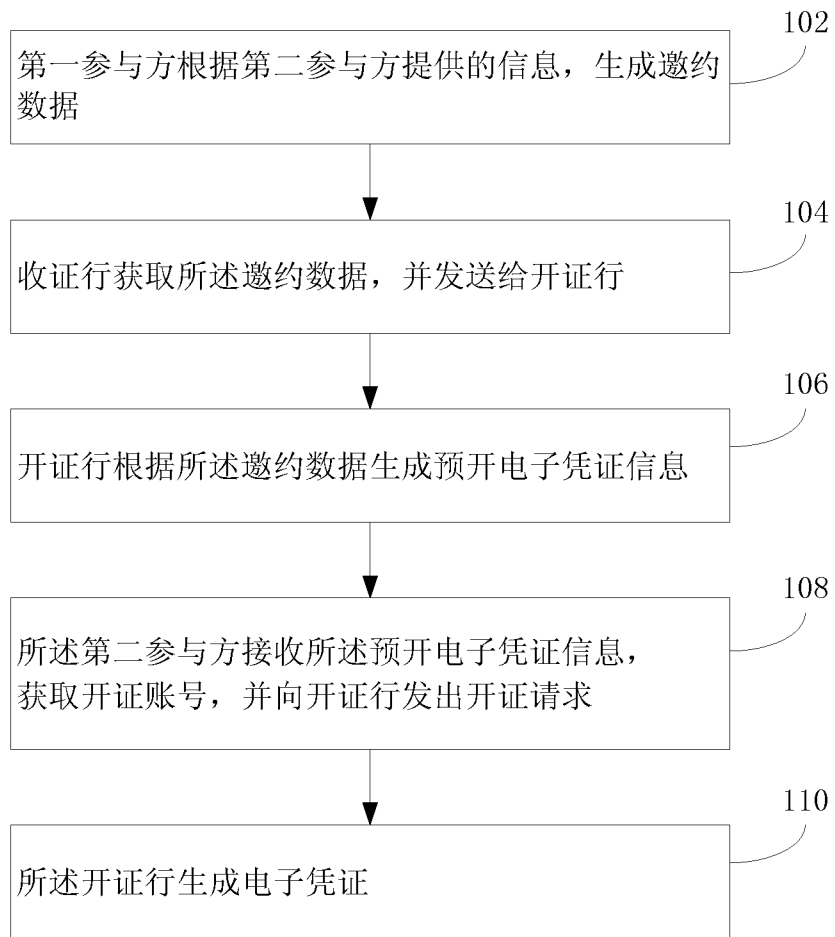 102
第一参与方根据第二参与方提供的信息，生成邀约
数据
104
收证行获取所述邀约数据，并发送给开证行
106
开证行根据所述邀约数据生成预开电子凭证信息
108
所述第二参与方接收所述预开电子凭证信息，
获取开证账号，并向开证行发出开证请求
110
所述开证行生成电子凭证